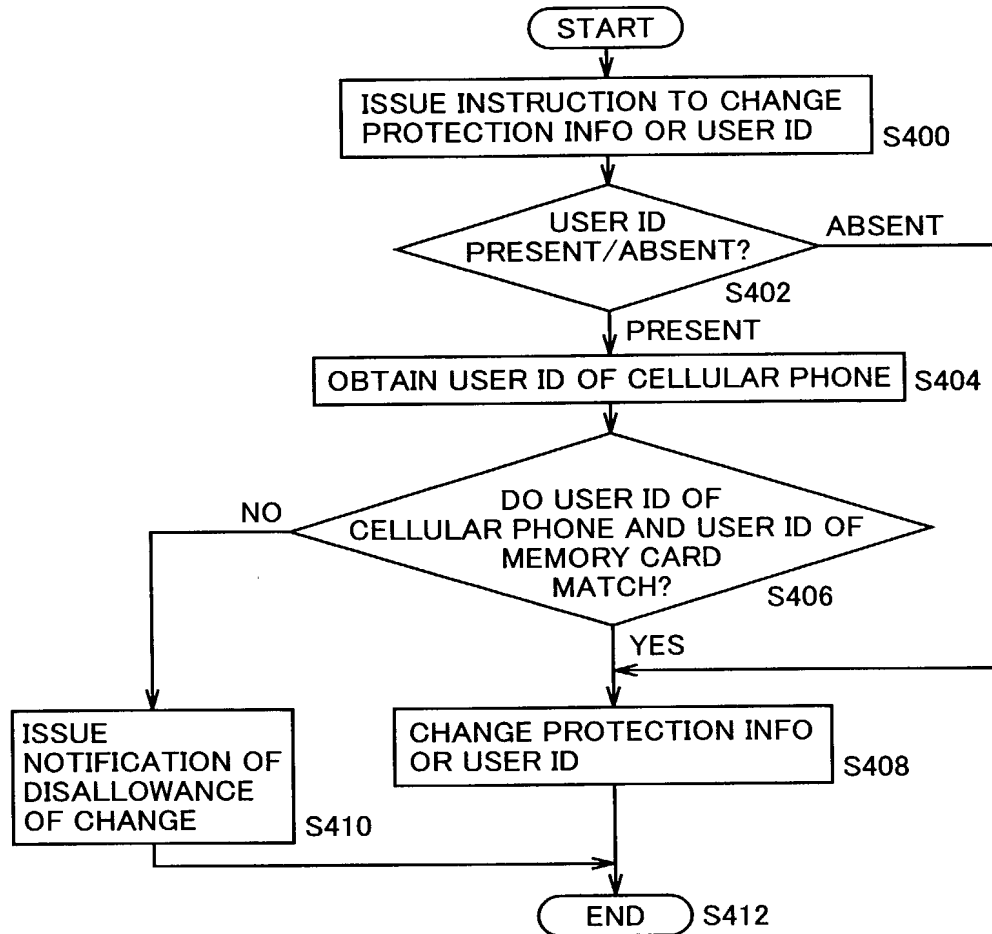 START
ISSUE INSTRUCTION TO CHANGE
PROTECTION INFO OR USER ID
S400
USER ID
PRESENT/ABSENT?
ABSENT
S402
PRESENT
OBTAIN USER ID OF CELLULAR PHONE
S404
DO USER ID OF
CELLULAR PHONE AND USER ID OF
MEMORY CARD
MATCH?
NO
S406
YES
ISSUE
NOTIFICATION OF
DISALLOWANCE
OF CHANGE
S410
CHANGE PROTECTION INFO
OR USER ID
S408
END
S412